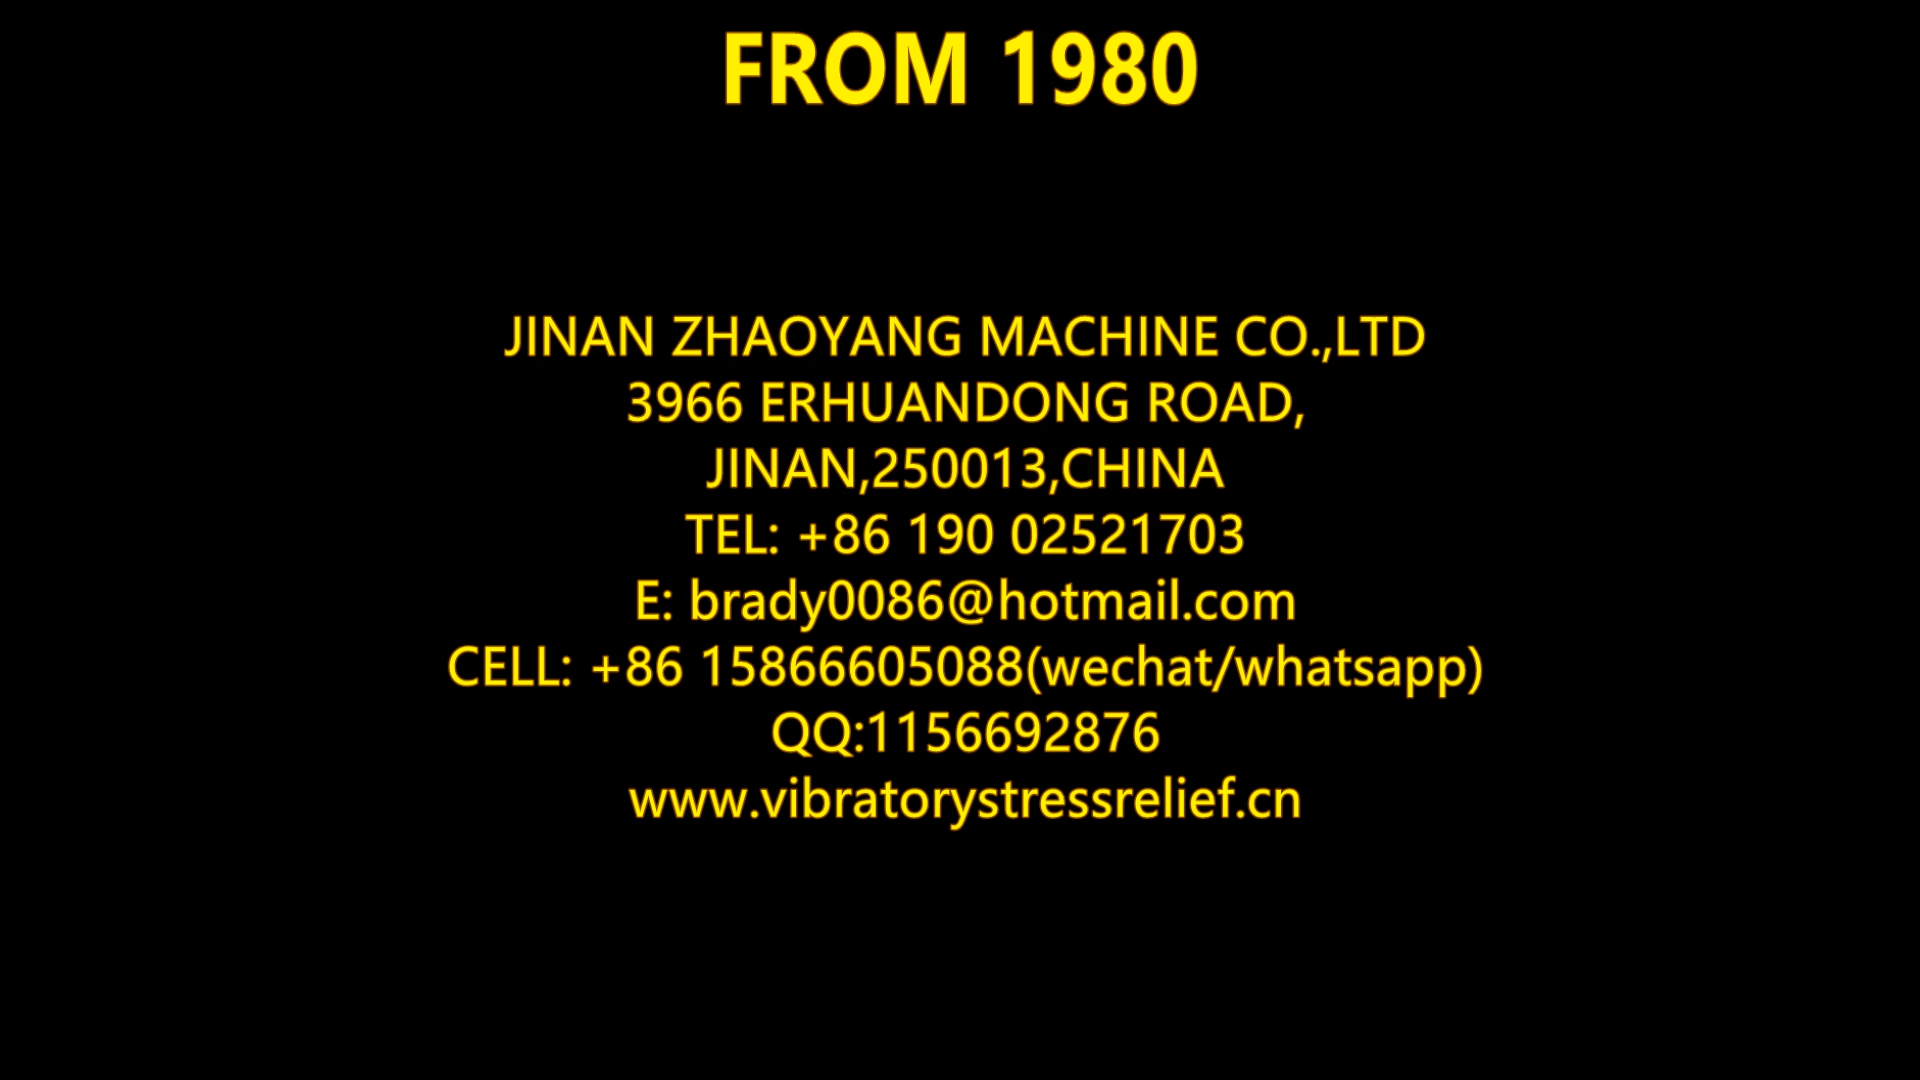 FROM 1980
JINAN ZHAOYANG MACHINE CO.,LTD
3966 ERHUANDONG ROAD,
JINAN,250013,CHINA
TEL: +86 190 02521703
E: brady0086@hotmail.com
CELL: +86 15866605088(wechat/whatsapp)
QQ:1156692876
www.vibratorystressrelief.cn